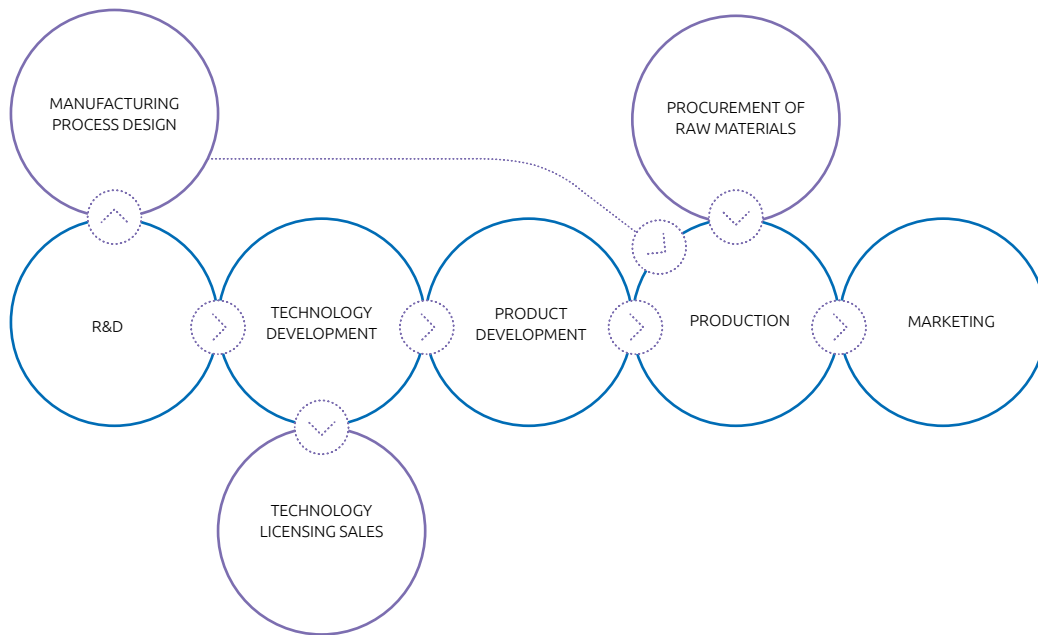 MANUFACTURING
PROCESS DESIGN
PROCUREMENT OF
RAW MATERIALS
R&D
TECHNOLOGY
DEVELOPMENT
PRODUCT
DEVELOPMENT
PRODUCTION
MARKETING
TECHNOLOGY
LICENSING SALES